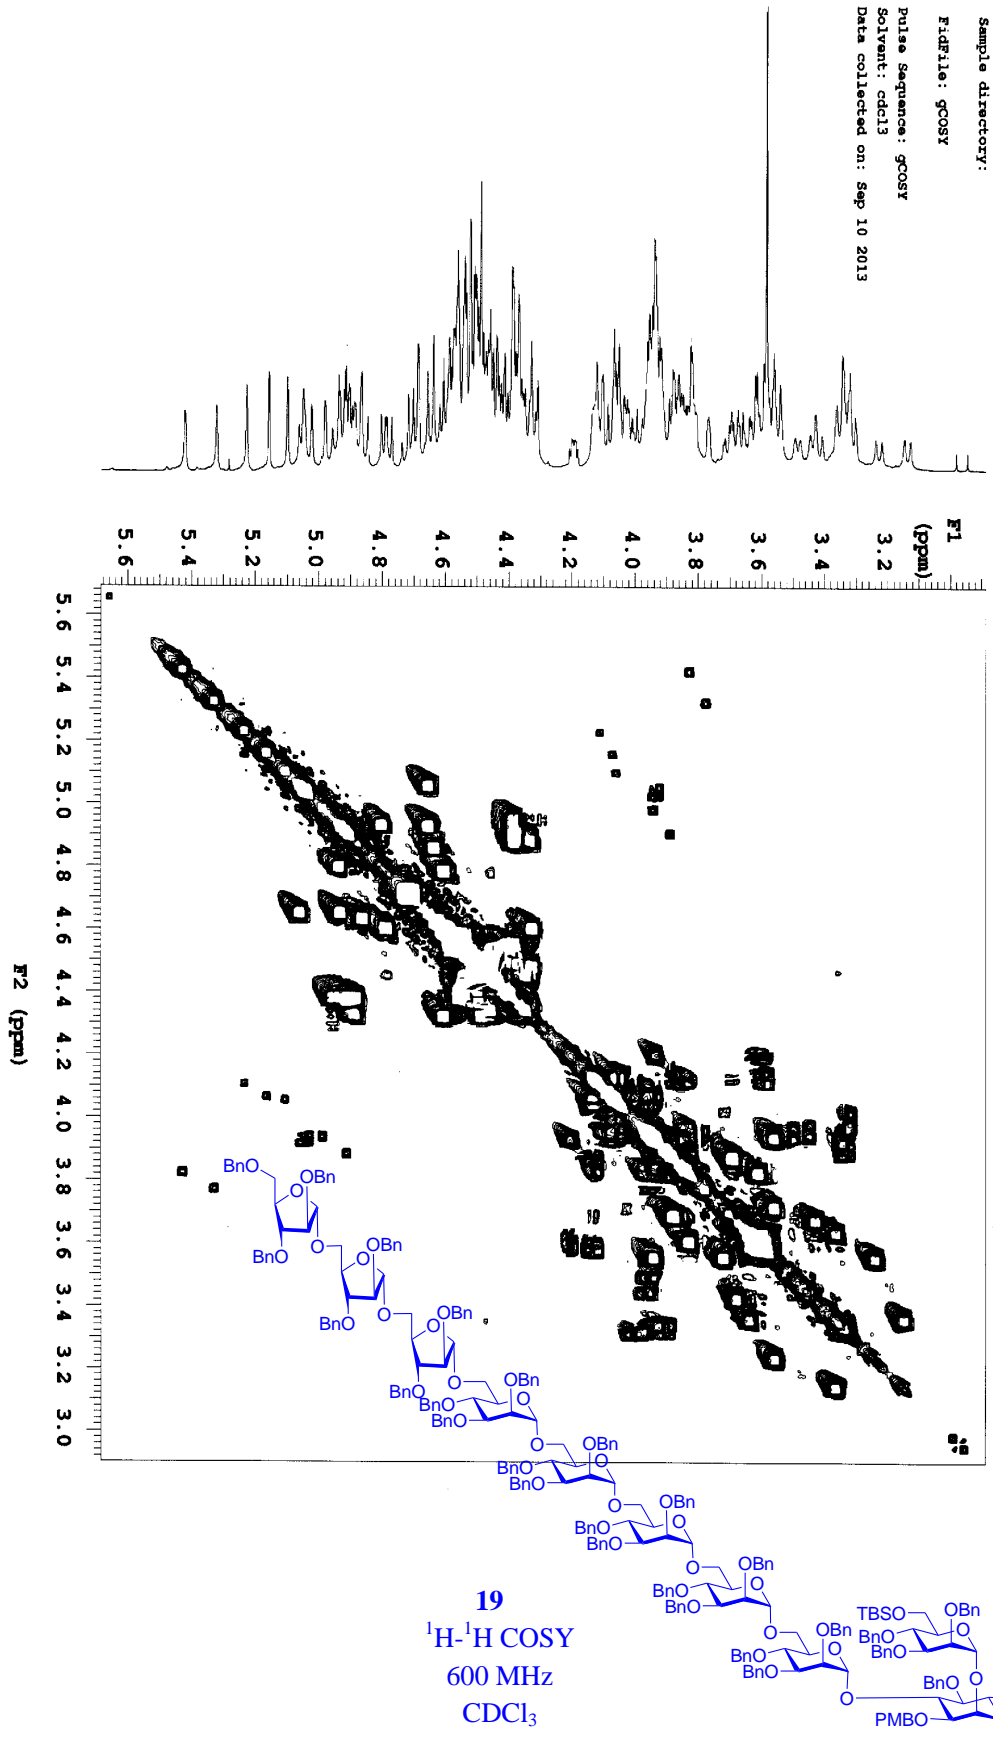 Sample directory:
FidFile: gCOSY
Pulse Sequence: gCOSY
Solvent: cdcl3
Data collected on: Sep 10 2013
F1
(ppm)
3.2
3.4
3.6
3.8
4.0
4.2
4.4
4.6
4.8
5.0
5.2
5.4
5.6
5.6
5.4
5.2
5.0
4.8
4.6
4.4
4.2
4.0
3.8
3.6
3.4
3.2
3.0
F2 (ppm)
BnO
O
OBn
BnO
O
O
OBn
BnO
O
O
OBn
BnO
O
O
OBn
BnO
BnO
O
O
OBn
BnO
BnO
O
O
OBn
BnO
BnO
O
O
OBn
BnO
BnO
O
O
OBn
BnO
BnO
O
TBSO
O
OBn
BnO
BnO
O
BnO
PMBO
19
¹H-¹H COSY
600 MHz
CDCl₃